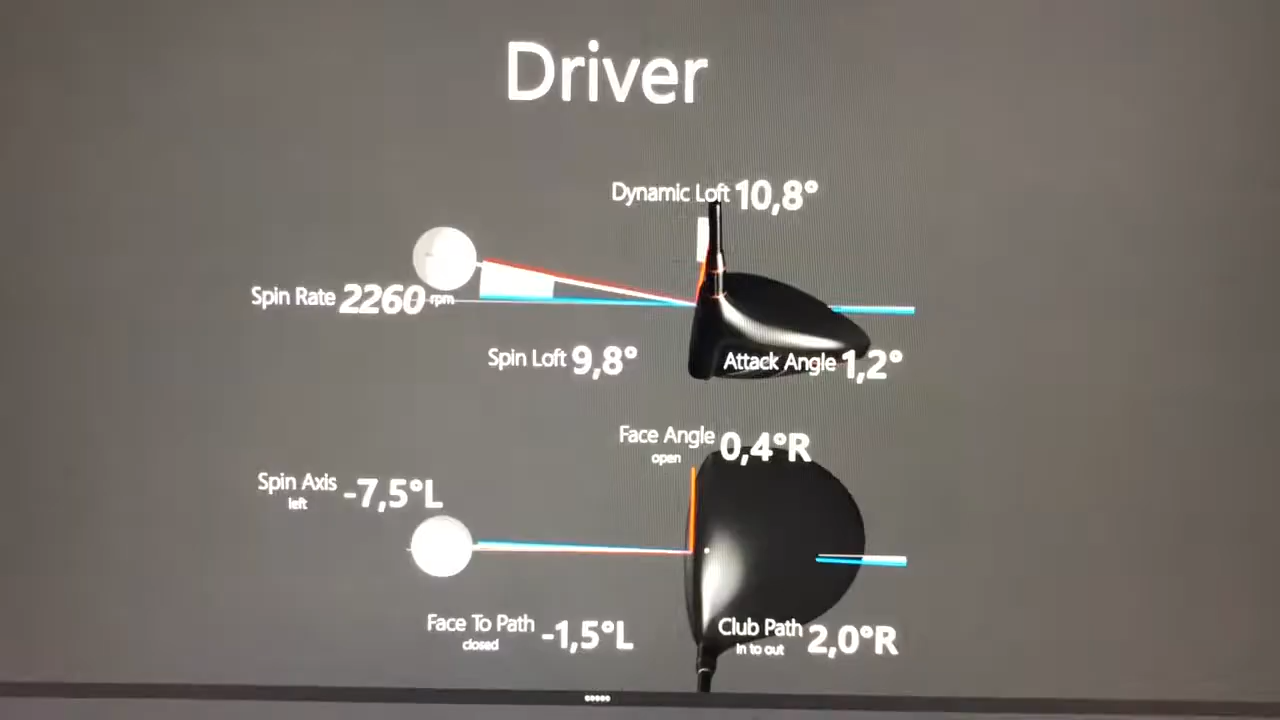 Driver
Dynamic Loft 10,8°
Spin Rate 2260 rpm
Spin Loft 9,8°
Attack Angle 1,2°
Face Angle 0,4°R
open
Spin Axis -7,5°L
left
Face To Path -1,5°L
closed
Club Path 2,0°R
In to out